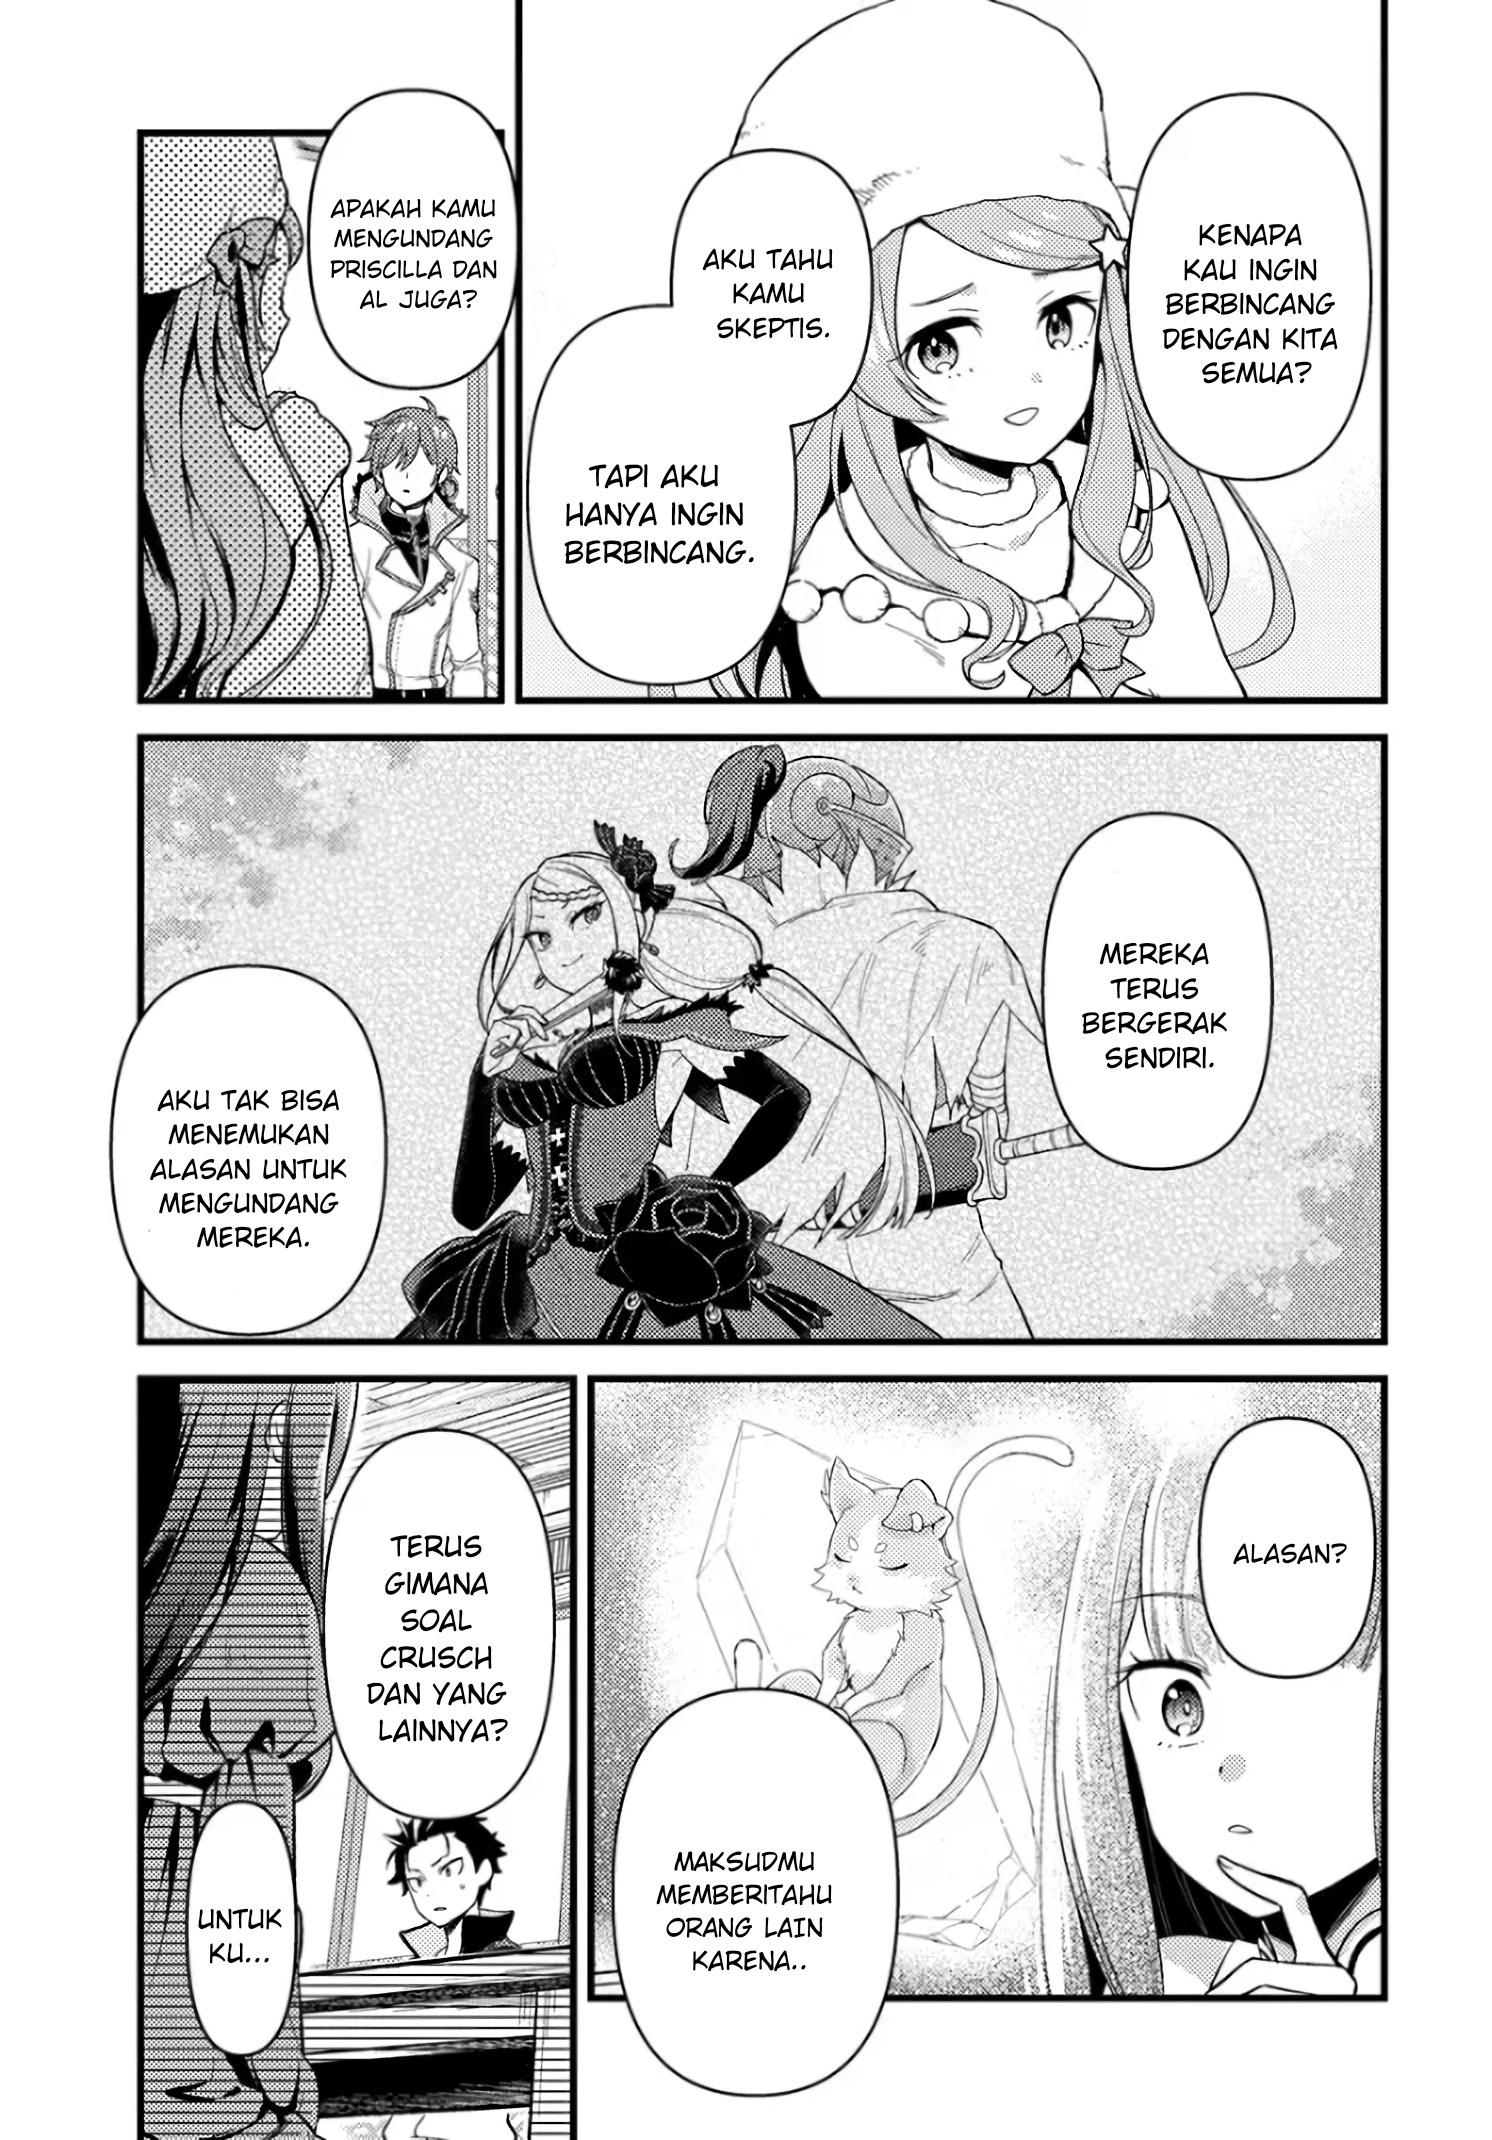 KENAPA
KAU INGIN
BERBINCANG
DENGAN KITA
SEMUA?
AKU TAHU
KAMU
SKEPTIS.
TAPI AKU
HANYA INGIN
BERBINCANG.
APAKAH KAMU
MENGUNDANG
PRISCILLA DAN
AL JUGA?
MEREKA
TERUS
BERGERAK
SENDIRI.
AKU TAK BISA
MENEMUKAN
ALASAN UNTUK
MENGUNDANG
MEREKA.
ALASAN?
MAKSUDMU
MEMBERITAHU
ORANG LAIN
KARENA..
TERUS
GIMANA
SOAL
CRUSCH
DAN YANG
LAINNYA?
UNTUK
KU...